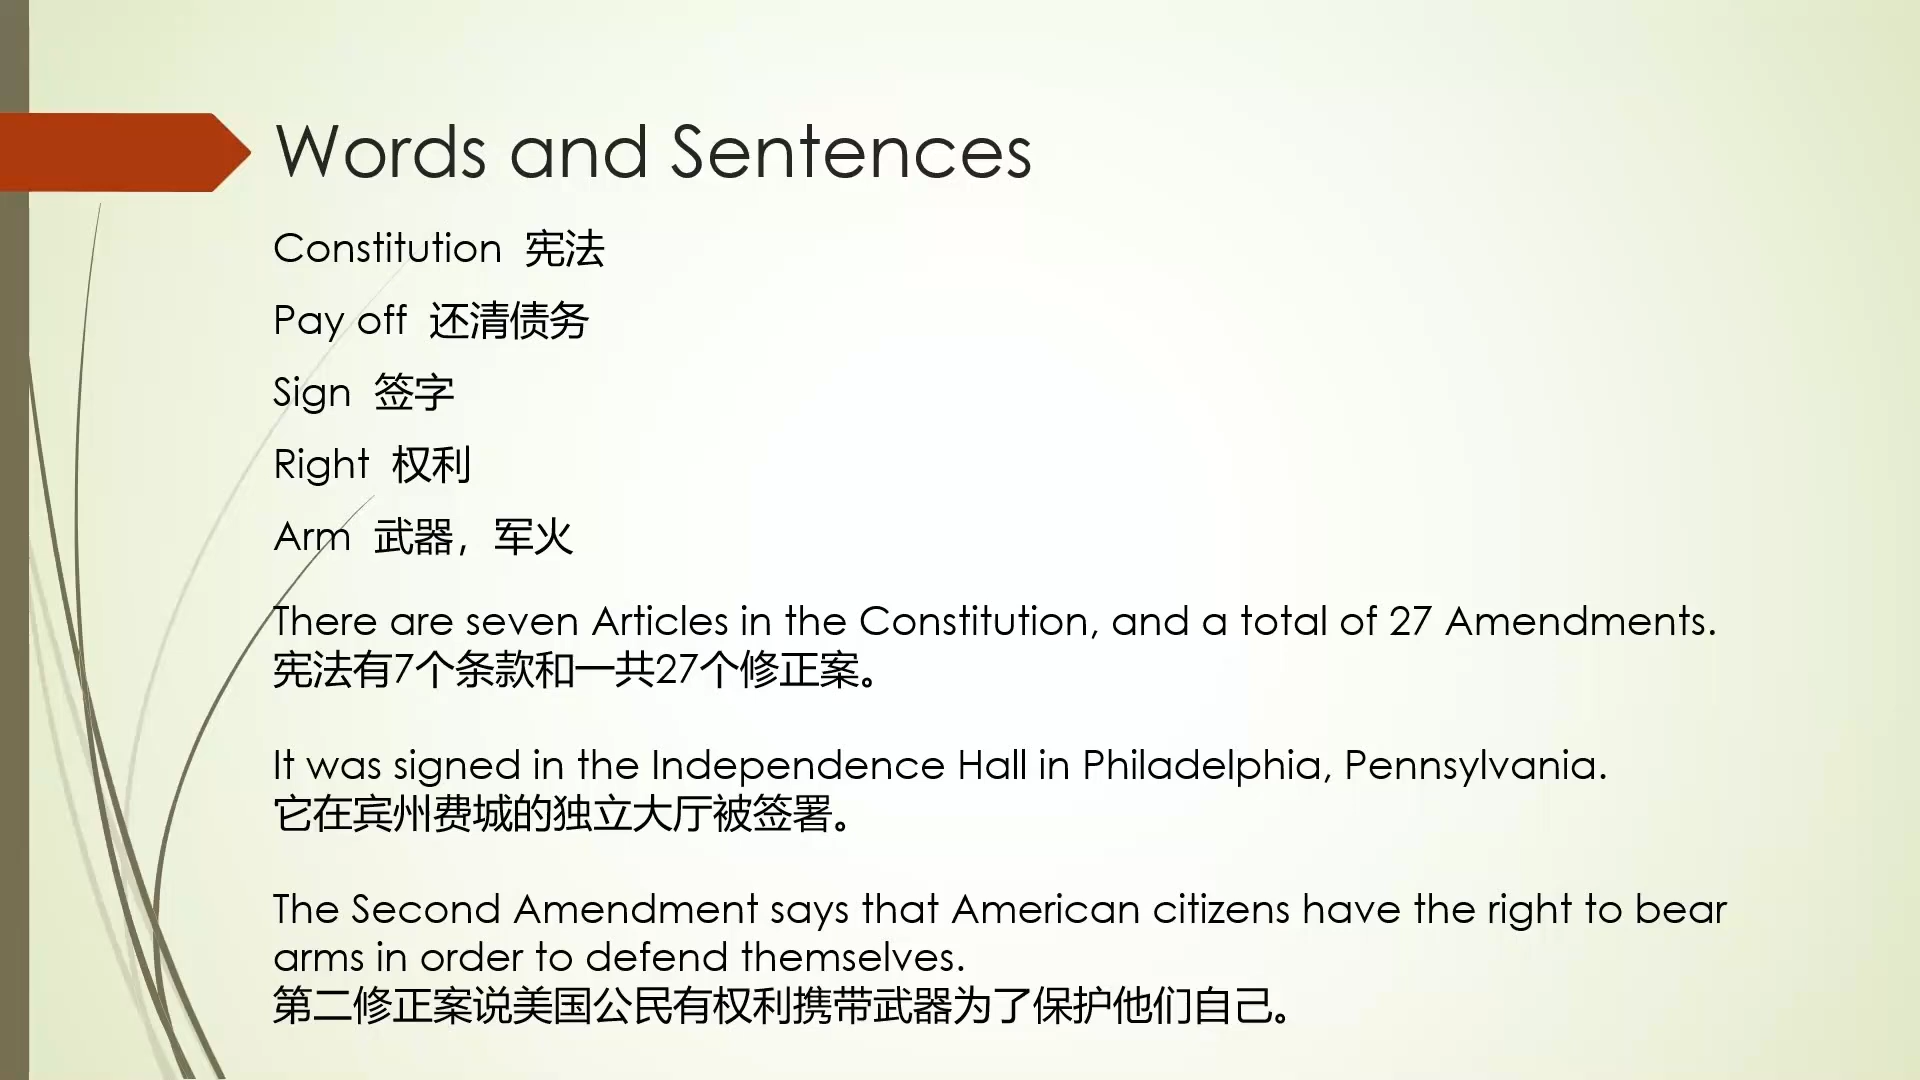 Words and Sentences
Constitution 宪法
Pay off 还清债务
Sign 签字
Right 权利
Arm 武器，军火
There are seven Articles in the Constitution, and a total of 27 Amendments.
宪法有7个条款和一共27个修正案。
It was signed in the Independence Hall in Philadelphia, Pennsylvania.
它在宾州费城的独立大厅被签署。
The Second Amendment says that American citizens have the right to bear
arms in order to defend themselves.
第二修正案说美国公民有权利携带武器为了保护他们自己。